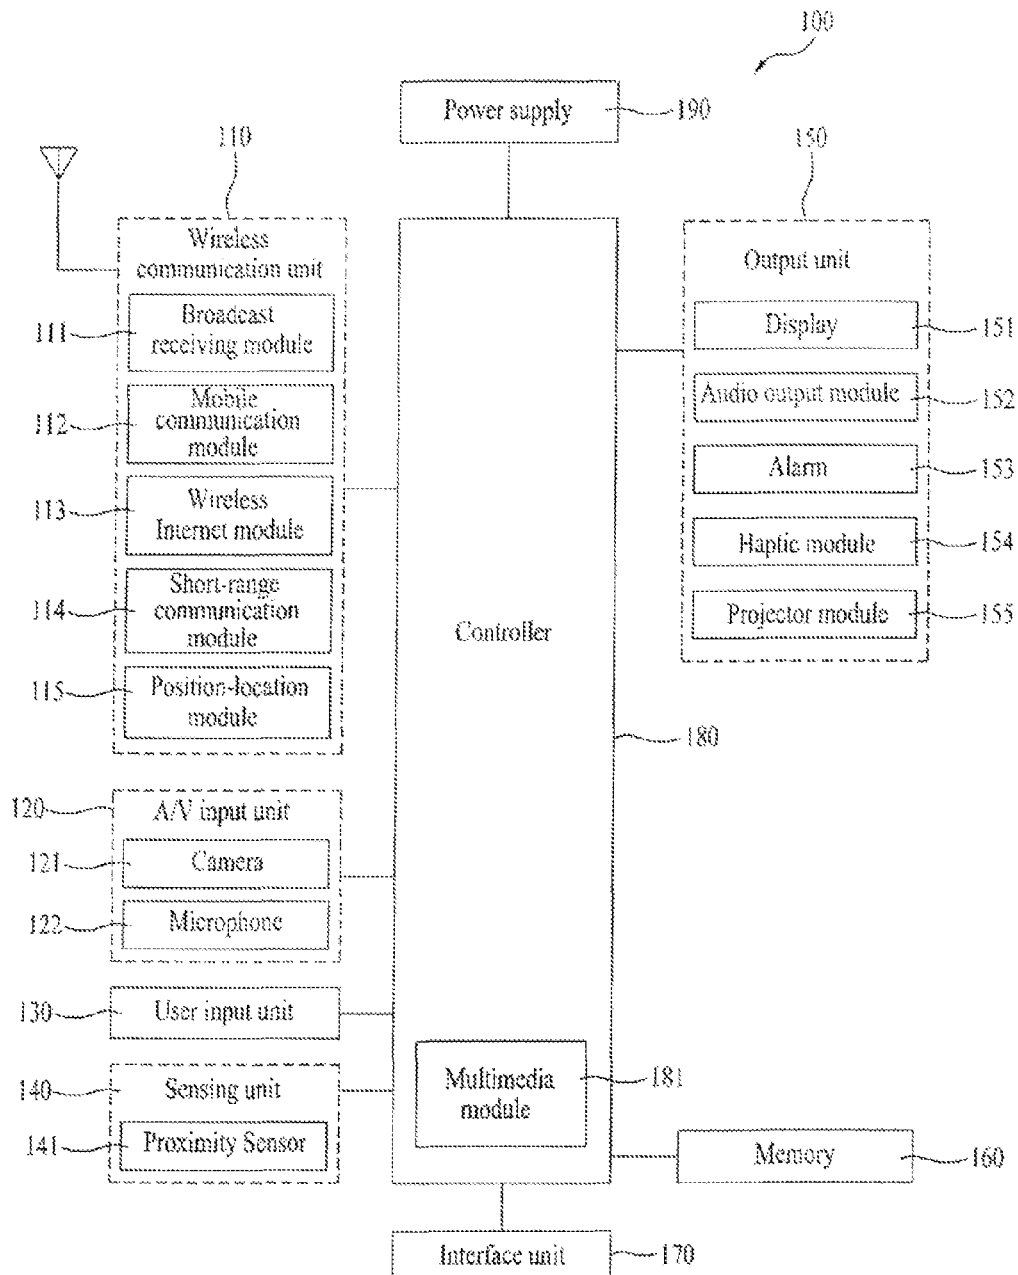 100
Power supply
190
110
150
Wireless
communication unit
Output unit
111
Broadcast
receiving module
Display
151
112
Mobile
communication
module
Audio output module
152
Alarm
153
113
Wireless
Internet module
Haptic module
154
114
Short-range
communication
module
Projector module
155
Controller
115
Position-location
module
180
120
A/V input unit
121
Camera
122
Microphone
130
User input unit
140
Sensing unit
141
Proximity Sensor
Multimedia
module
181
Memory
160
Interface unit
170